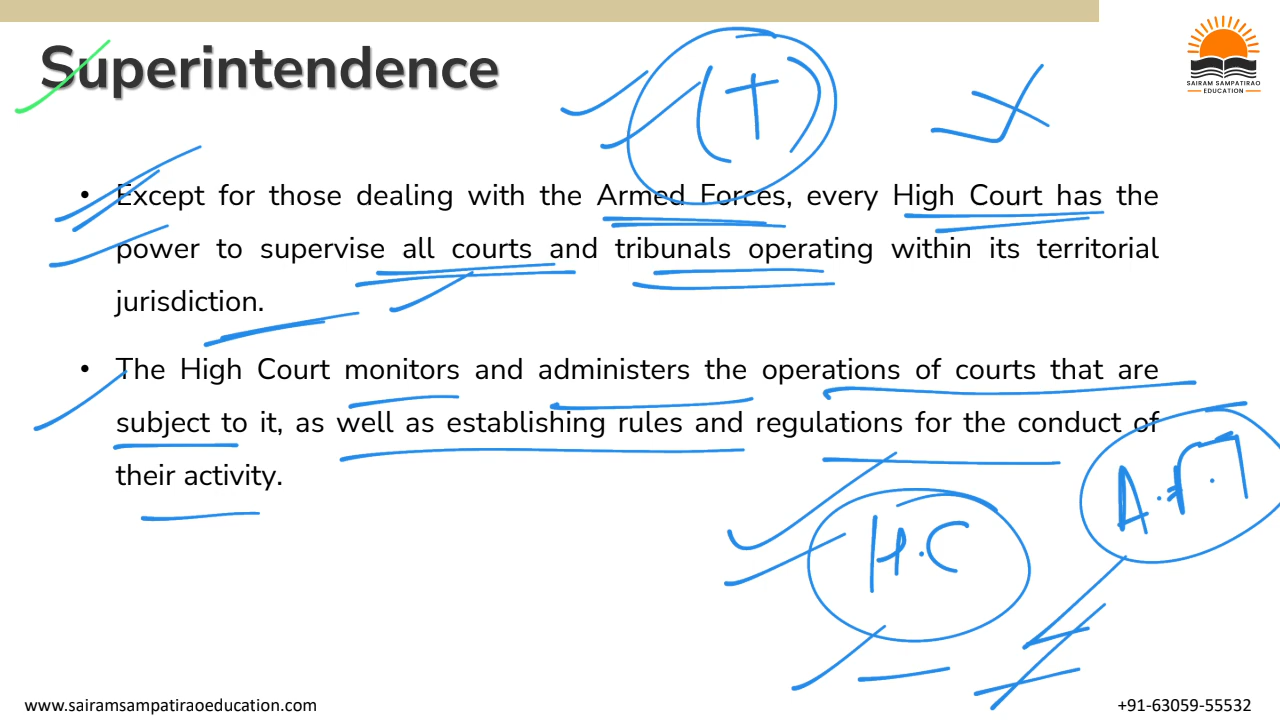 Superintendence
SAIRAM SAMPATIRAO
EDUCATION
(T)
• Except for those dealing with the Armed Forces, every High Court has the
power to supervise all courts and tribunals operating within its territorial
jurisdiction.
• The High Court monitors and administers the operations of courts that are
subject to it, as well as establishing rules and regulations for the conduct of
their activity.
H.C
www.sairamsampatiraoeducation.com
+91-63059-55532